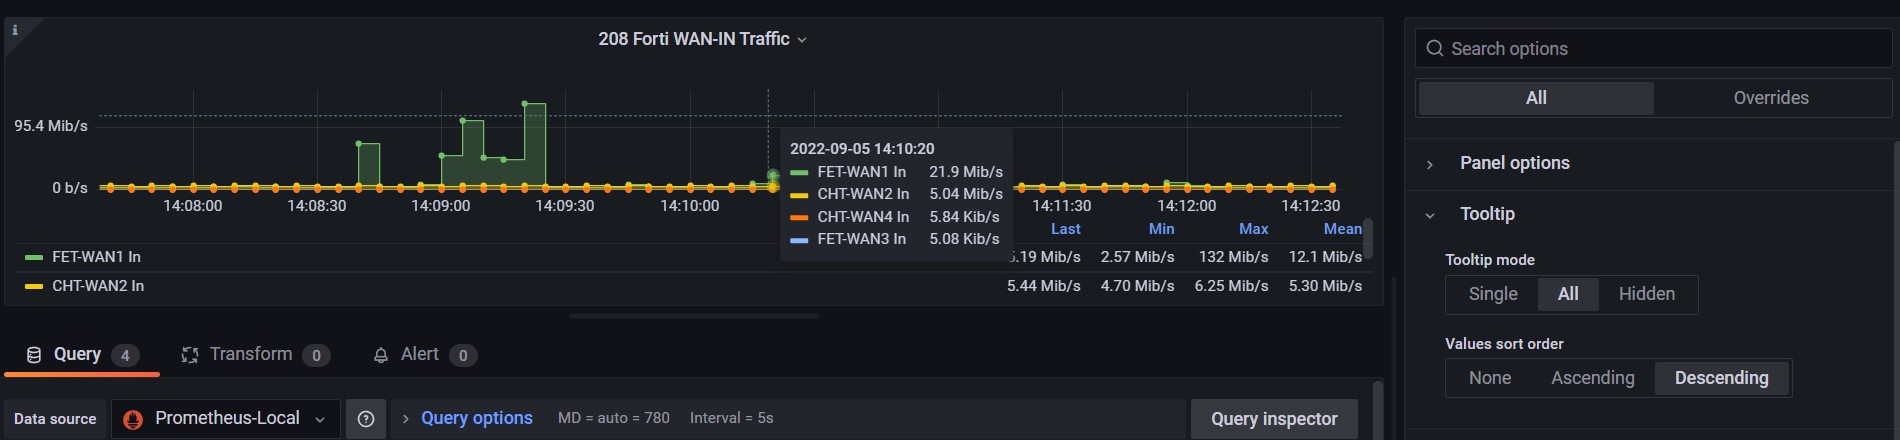 208 Forti WAN-IN Traffic
95.4 Mib/s
0 b/s
14:08:00 14:08:30 14:09:00 14:09:30 14:10:00 14:11:30 14:12:00 14:12:30
2022-09-05 14:10:20
FET-WAN1 In 21.9 Mib/s
CHT-WAN2 In 5.04 Mib/s
CHT-WAN4 In 5.84 Kib/s
FET-WAN3 In 5.08 Kib/s
Last Min Max Mean
FET-WAN1 In .19 Mib/s 2.57 Mib/s 132 Mib/s 12.1 Mib/s
CHT-WAN2 In 5.44 Mib/s 4.70 Mib/s 6.25 Mib/s 5.30 Mib/s
Query 4 Transform 0 Alert 0
Data source Prometheus-Local Query options MD = auto = 780 Interval = 5s Query inspector
Search options
All Overrides
Panel options
Tooltip
Tooltip mode
Single All Hidden
Values sort order
None Ascending Descending